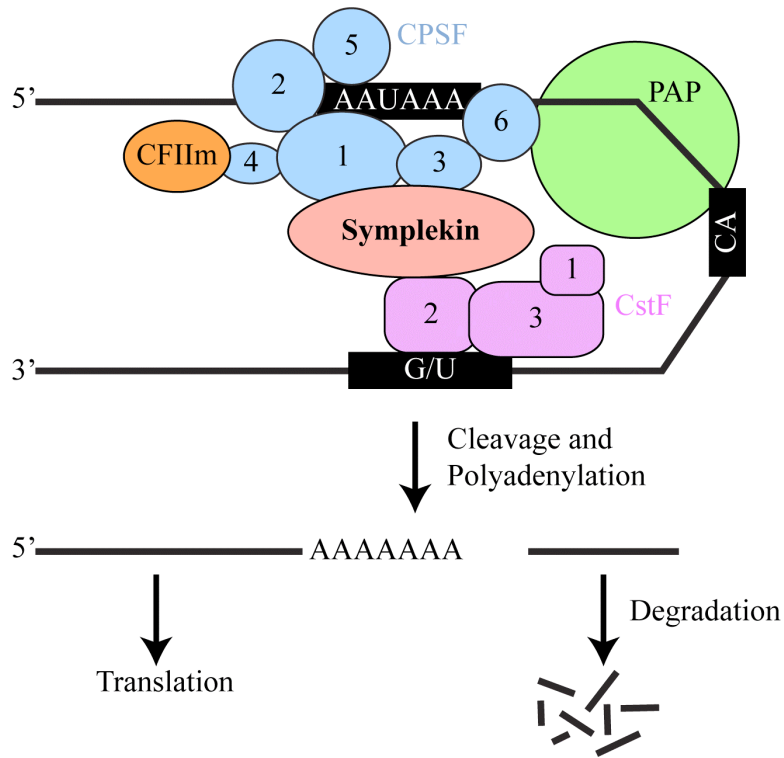 5
CPSF
2
5’
AAUAAA
PAP
6
CFIIm
4
1
3
Symplekin
CA
1
2
3
CstF
3’
G/U
Cleavage and
Polyadenylation
5’
AAAAAAA
Degradation
Translation